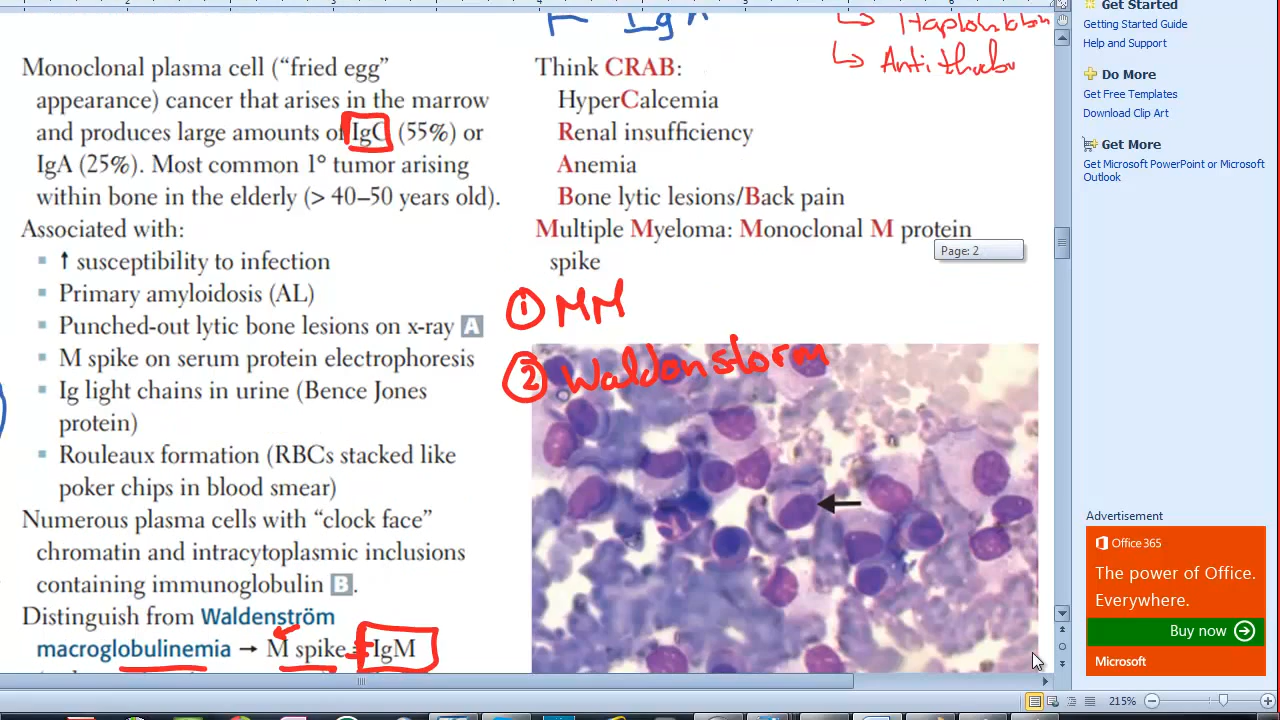 4 5 6
Get Started
Getting Started Guide
Help and Support
Do More
Get Free Templates
Download Clip Art
Get More
Get Microsoft PowerPoint or Microsoft
Outlook
Monoclonal plasma cell (“fried egg”
appearance) cancer that arises in the marrow
and produces large amounts of IgG (55%) or
IgA (25%). Most common 1° tumor arising
within bone in the elderly (> 40–50 years old).
Associated with:
▪ ↑ susceptibility to infection
▪ Primary amyloidosis (AL)
▪ Punched-out lytic bone lesions on x-ray A
▪ M spike on serum protein electrophoresis
▪ Ig light chains in urine (Bence Jones
protein)
▪ Rouleaux formation (RBCs stacked like
poker chips in blood smear)
Numerous plasma cells with “clock face”
chromatin and intracytoplasmic inclusions
containing immunoglobulin B.
Distinguish from Waldenström
macroglobulinemia → M spike = IgM
Think CRAB:
HyperCalcemia
Renal insufficiency
Anemia
Bone lytic lesions/Back pain
Multiple Myeloma: Monoclonal M protein
spike
Page: 2
① MM
② Waldonstorm
Advertisement
Office 365
The power of Office.
Everywhere.
Buy now
Microsoft
215%